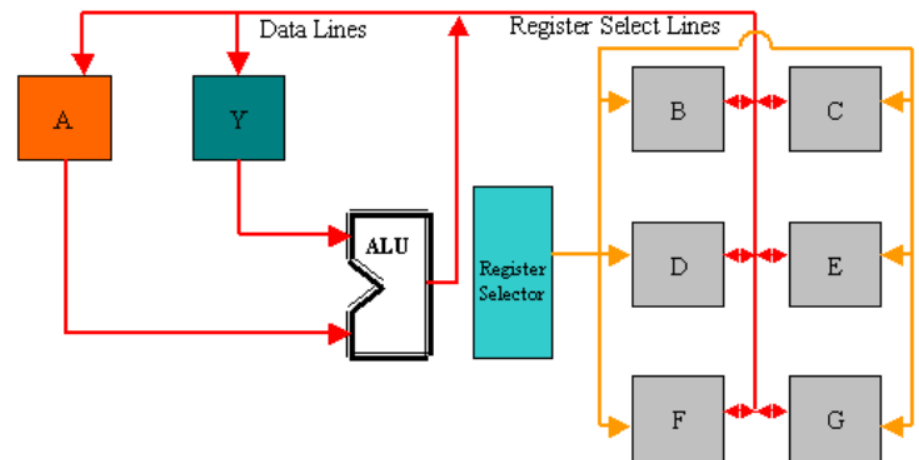 Data Lines
Register Select Lines
A
Y
B
C
ALU
Register
Selector
D
E
F
G